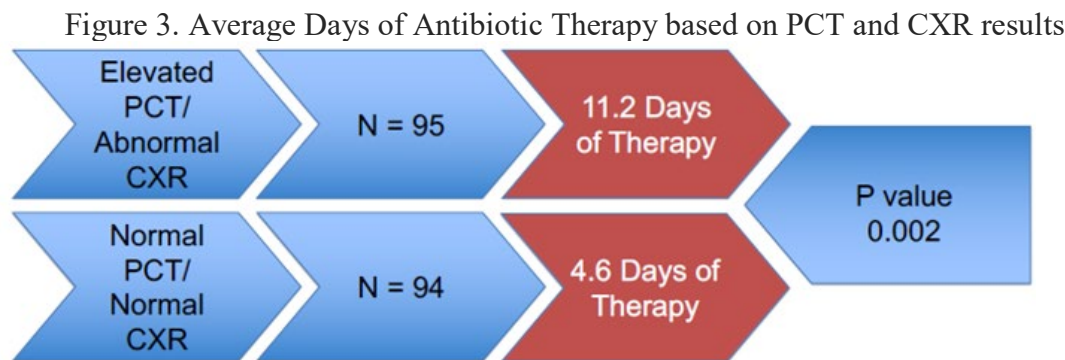 Figure 3. Average Days of Antibiotic Therapy based on PCT and CXR results
Elevated
PCT/
Abnormal
CXR
N = 95
11.2 Days
of Therapy
Normal
PCT/
Normal
CXR
N = 94
4.6 Days of
Therapy
P value
0.002